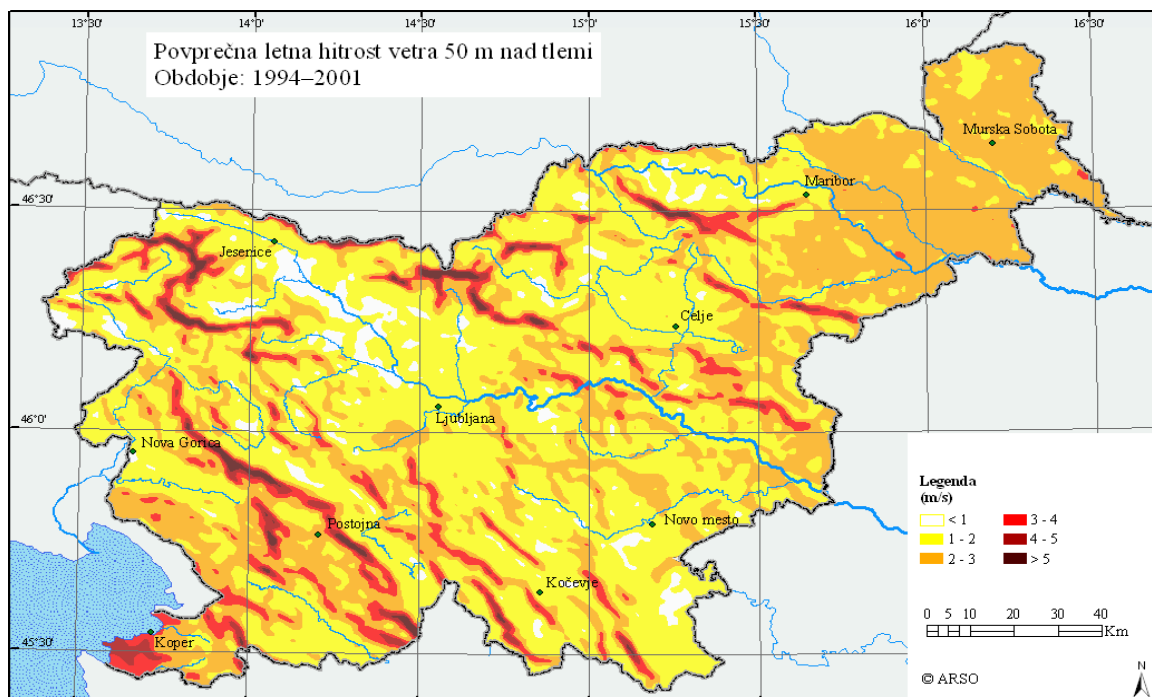 13°30'
14°0'
14°30'
15°0'
15°30'
16°0'
16°30'
Povprečna letna hitrost vetra 50 m nad tlemi
Obdobje: 1994–2001
Murska Sobota
Maribor
46°30'
Jesenice
Celje
Ljubljana
46°0'
Nova Gorica
Postojna
Novo mesto
Kočevje
45°30'
Koper
Legenda
(m/s)
< 1
3 - 4
1 - 2
4 - 5
2 - 3
> 5
0 5 10 20 30 40
Km
© ARSO
N